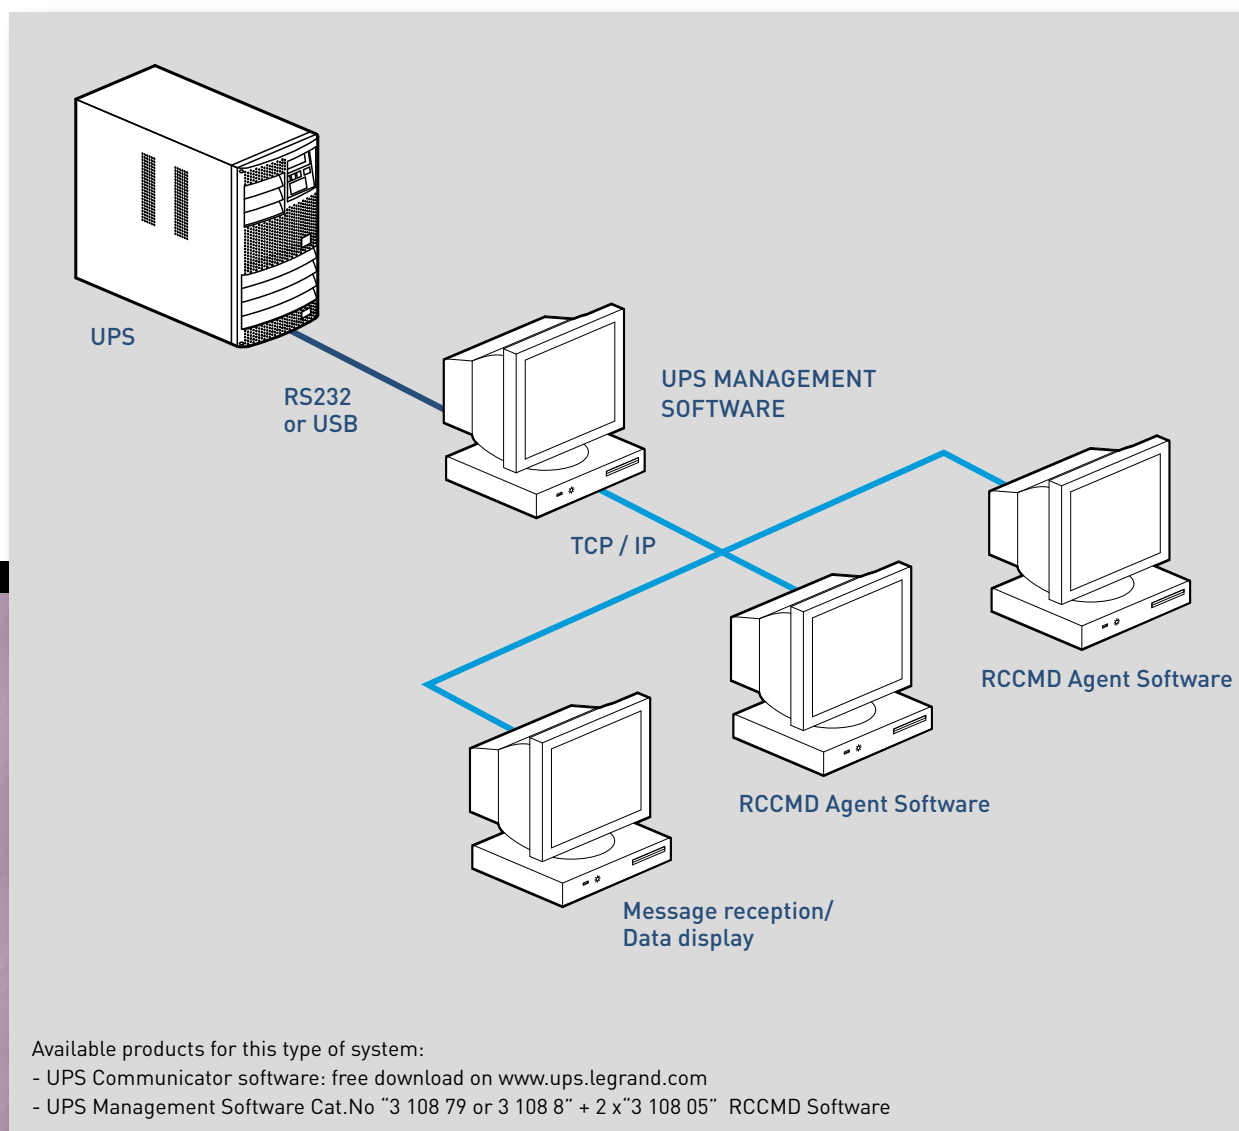 UPS
RS232
or USB
UPS MANAGEMENT
SOFTWARE
TCP / IP
RCCMD Agent Software
RCCMD Agent Software
Message reception/
Data display
Available products for this type of system:
- UPS Communicator software: free download on www.ups.legrand.com
- UPS Management Software Cat.No “3 108 79 or 3 108 8” + 2 x“3 108 05”  RCCMD Software